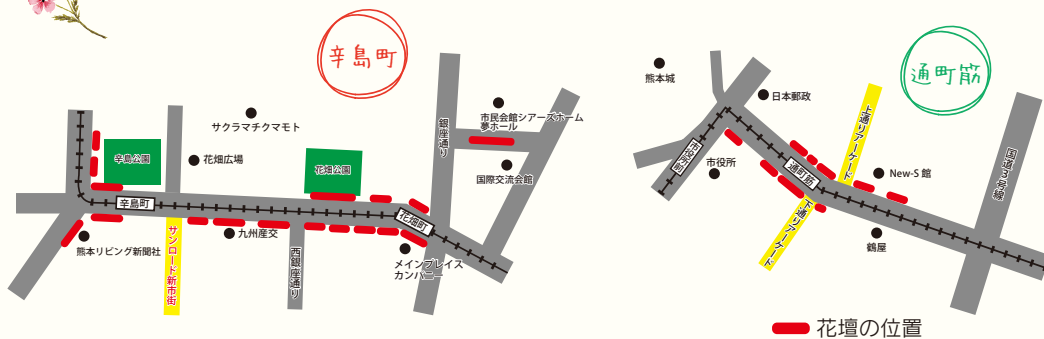 辛島町
通町筋
熊本城
日本郵政
上通りアーケード
国道3号線
市民会館シアーズホーム
夢ホール
銀座通り
サクラマチクマモト
辛島公園
花畑広場
花畑公園
国際交流会館
市役所前
市役所
通町筋
New-S 館
辛島町
花畑町
下通りアーケード
熊本リビング新聞社
サンロード新市街
九州産交
西銀座通り
メインプレイス
カンパニー
鶴屋
花壇の位置